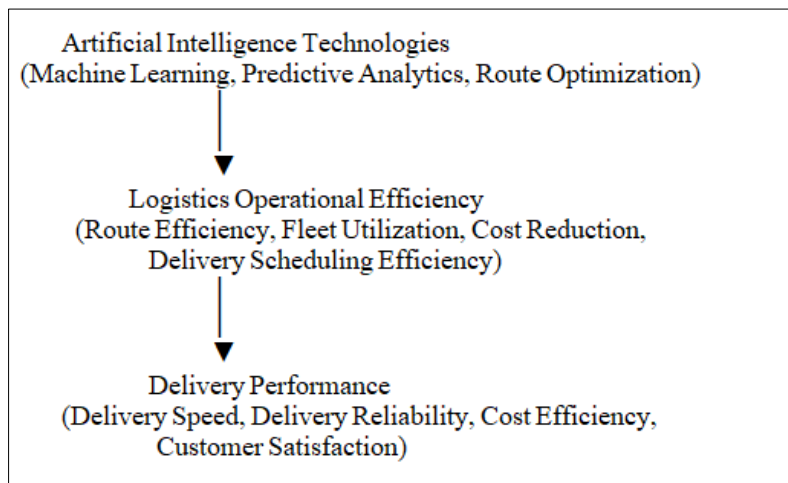 Artificial Intelligence Technologies
(Machine Learning, Predictive Analytics, Route Optimization)
Logistics Operational Efficiency
(Route Efficiency, Fleet Utilization, Cost Reduction,
Delivery Scheduling Efficiency)
Delivery Performance
(Delivery Speed, Delivery Reliability, Cost Efficiency,
Customer Satisfaction)